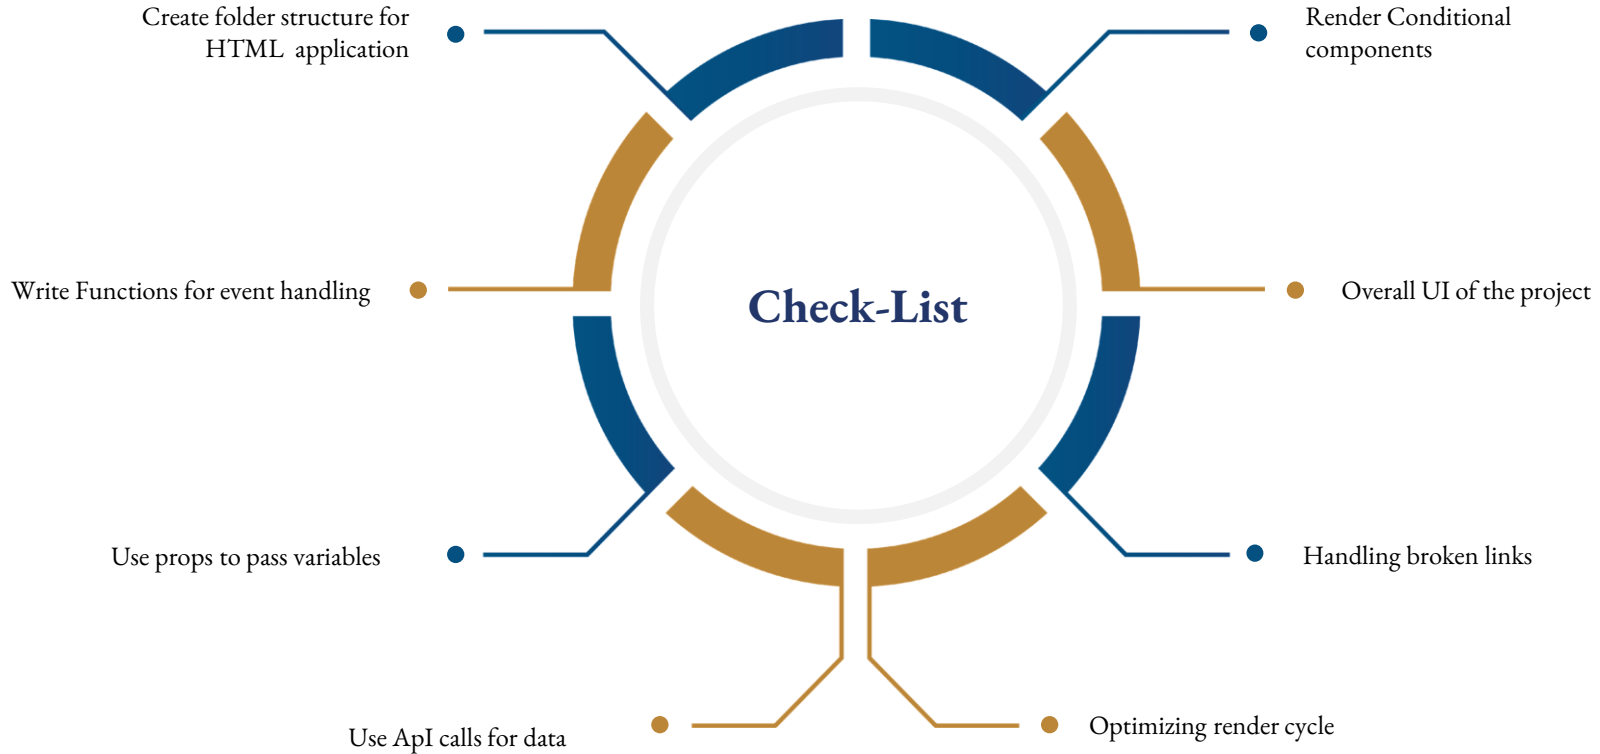 Create folder structure for
HTML  application
Render Conditional
components
Write Functions for event handling
Check-List
Overall UI of the project
Use props to pass variables
Handling broken links
Use ApI calls for data
Optimizing render cycle